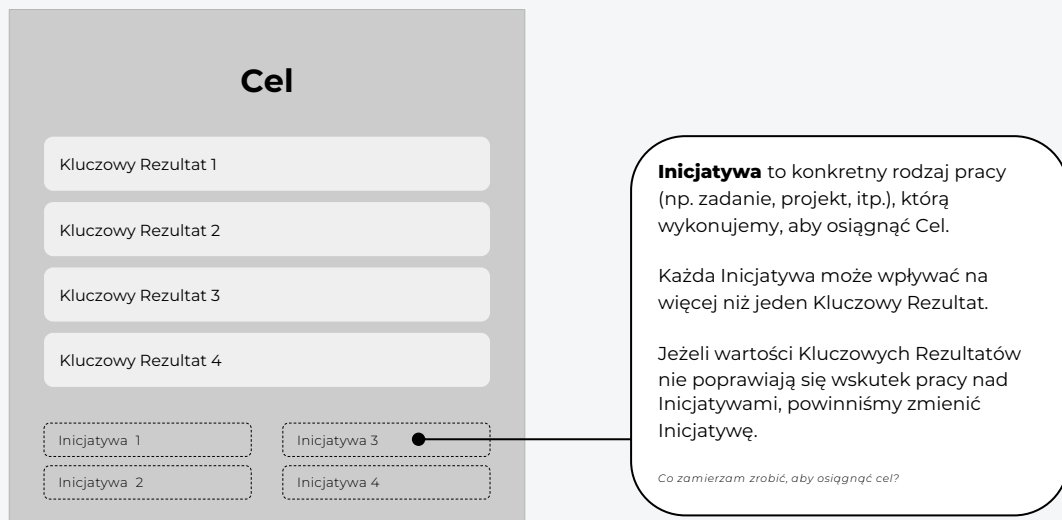 Cel
Kluczowy Rezultat 1
Kluczowy Rezultat 2
Kluczowy Rezultat 3
Kluczowy Rezultat 4
Inicjatywa 1
Inicjatywa 3
Inicjatywa 2
Inicjatywa 4
Inicjatywa to konkretny rodzaj pracy
(np. zadanie, projekt, itp.), którą
wykonujemy, aby osiągnąć Cel.
Każda Inicjatywa może wpływać na
więcej niż jeden Kluczowy Rezultat.
Jeżeli wartości Kluczowych Rezultatów
nie poprawiają się wskutek pracy nad
Inicjatywami, powinniśmy zmienić
Inicjatywę.
Co zamierzam zrobić, aby osiągnąć cel?